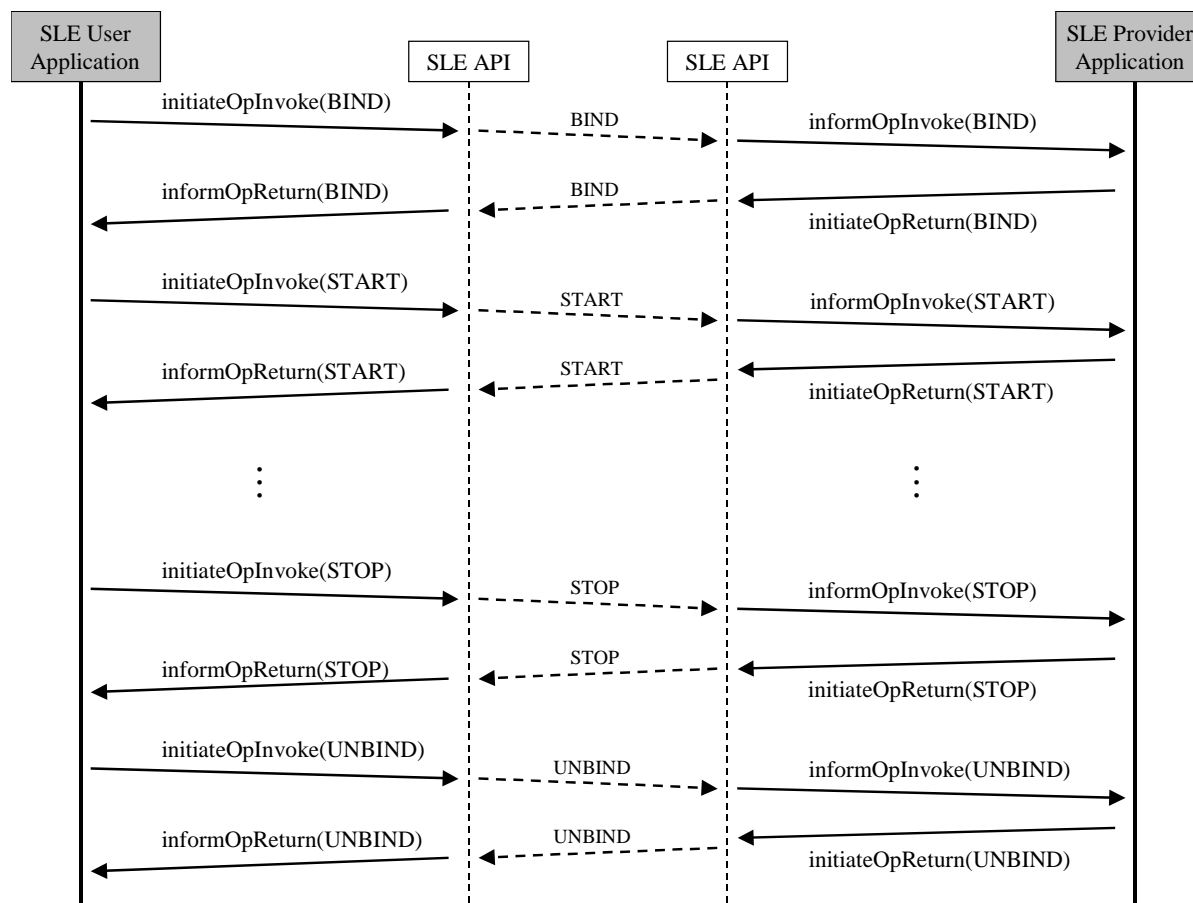 SLE User
Application
SLE API
SLE API
SLE Provider
Application
initiateOpInvoke(BIND)
BIND
informOpInvoke(BIND)
informOpReturn(BIND)
BIND
initiateOpReturn(BIND)
initiateOpInvoke(START)
START
informOpInvoke(START)
informOpReturn(START)
START
initiateOpReturn(START)
initiateOpInvoke(STOP)
STOP
informOpInvoke(STOP)
informOpReturn(STOP)
STOP
initiateOpReturn(STOP)
initiateOpInvoke(UNBIND)
UNBIND
informOpInvoke(UNBIND)
informOpReturn(UNBIND)
UNBIND
initiateOpReturn(UNBIND)